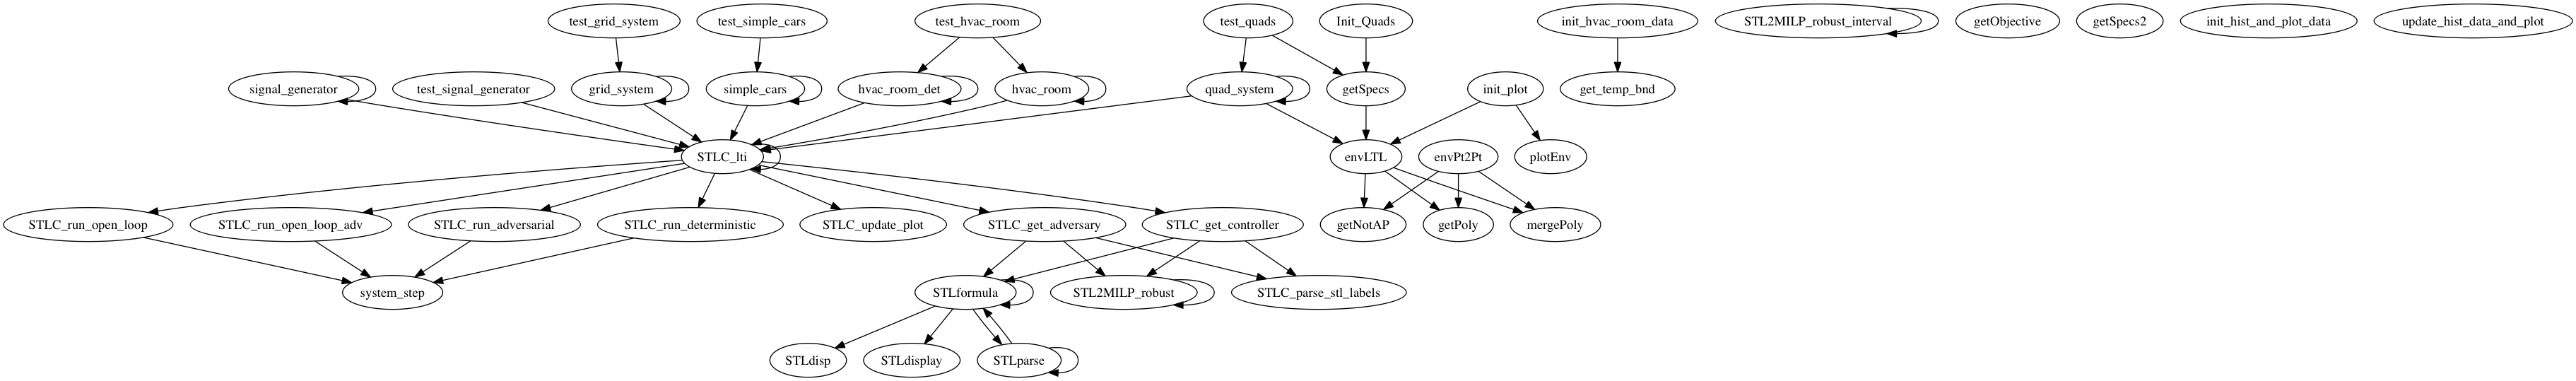 test_grid_system
test_simple_cars
test_hvac_room
test_quads
Init_Quads
init_hvac_room_data
STL2MILP_robust_interval
getObjective
getSpecs2
init_hist_and_plot_data
update_hist_data_and_plot
signal_generator
test_signal_generator
grid_system
simple_cars
hvac_room_det
hvac_room
quad_system
getSpecs
init_plot
get_temp_bnd
STLC_lti
envLTL
envPt2Pt
plotEnv
STLC_run_open_loop
STLC_run_open_loop_adv
STLC_run_adversarial
STLC_run_deterministic
STLC_update_plot
STLC_get_adversary
STLC_get_controller
getNotAP
getPoly
mergePoly
system_step
STLformula
STL2MILP_robust
STLC_parse_stl_labels
STLdisp
STLdisplay
STLparse